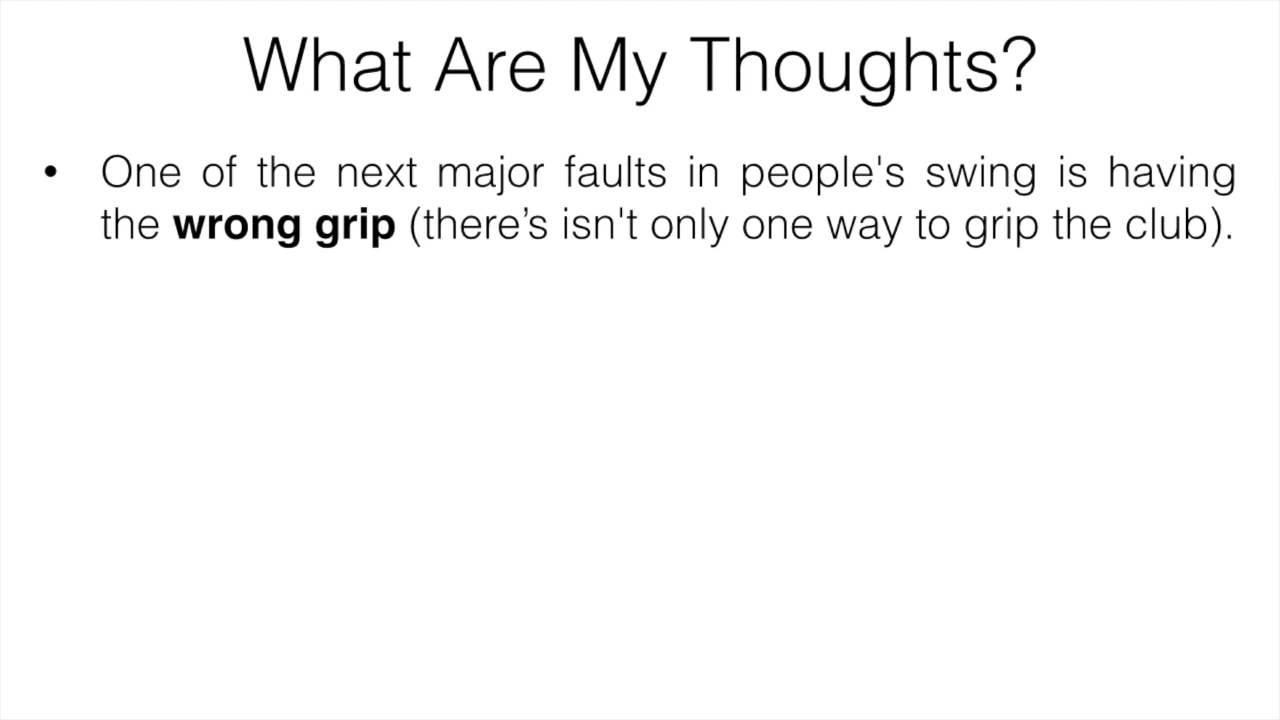 What Are My Thoughts?
• One of the next major faults in people's swing is having
the wrong grip (there’s isn't only one way to grip the club).